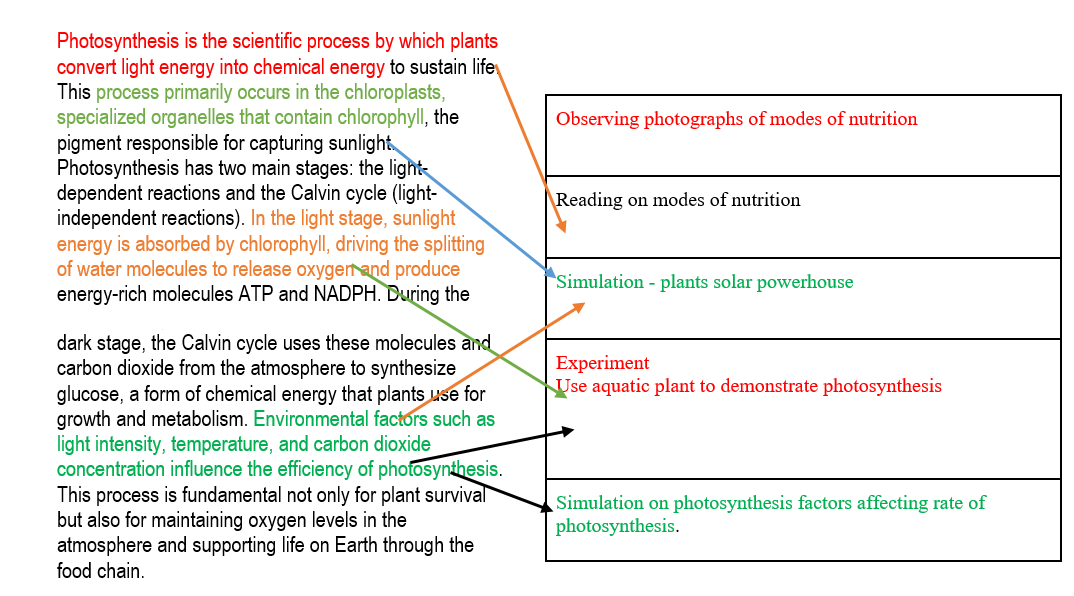 Photosynthesis is the scientific process by which plants
convert light energy into chemical energy to sustain life.
This process primarily occurs in the chloroplasts,
specialized organelles that contain chlorophyll, the
pigment responsible for capturing sunlight.
Photosynthesis has two main stages: the light-
dependent reactions and the Calvin cycle (light-
independent reactions). In the light stage, sunlight
energy is absorbed by chlorophyll, driving the splitting
of water molecules to release oxygen and produce
energy-rich molecules ATP and NADPH. During the
dark stage, the Calvin cycle uses these molecules and
carbon dioxide from the atmosphere to synthesize
glucose, a form of chemical energy that plants use for
growth and metabolism. Environmental factors such as
light intensity, temperature, and carbon dioxide
concentration influence the efficiency of photosynthesis.
This process is fundamental not only for plant survival
but also for maintaining oxygen levels in the
atmosphere and supporting life on Earth through the
food chain.
Observing photographs of modes of nutrition
Reading on modes of nutrition
Simulation - plants solar powerhouse
Experiment
Use aquatic plant to demonstrate photosynthesis
Simulation on photosynthesis factors affecting rate of
photosynthesis.